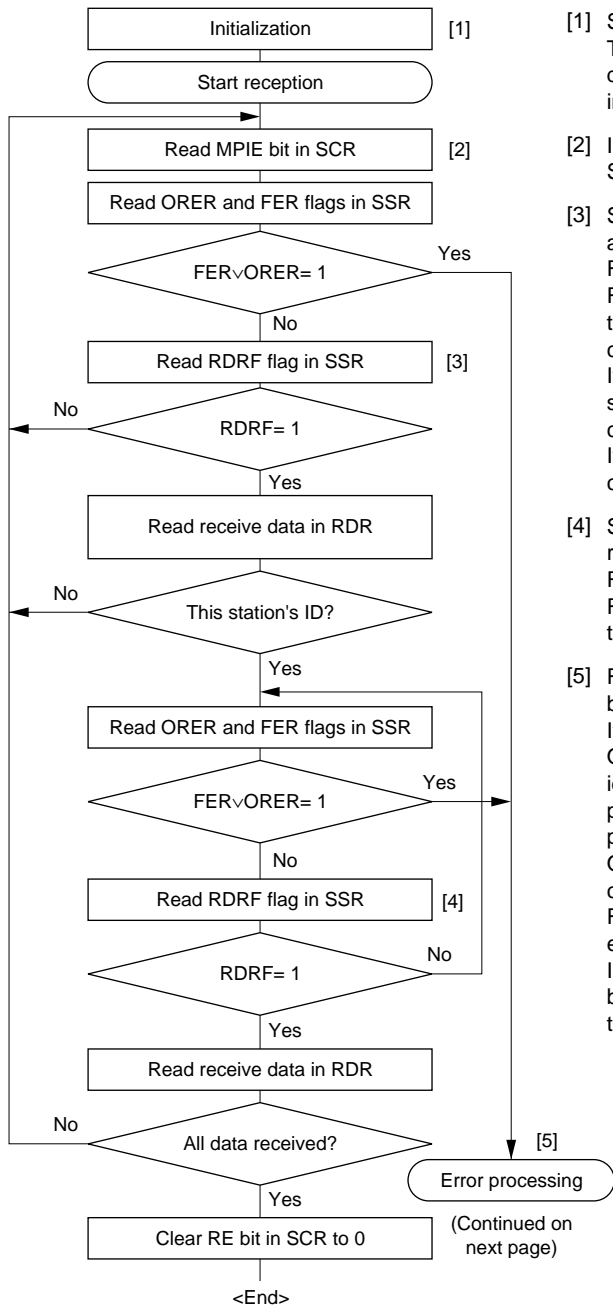 Initialization
[1]
Start reception
Read MPIE bit in SCR
[2]
Read ORER and FER flags in SSR
FER∨ORER= 1
Yes
No
Read RDRF flag in SSR
[3]
No
RDRF= 1
Yes
Read receive data in RDR
No
This station's ID?
Yes
Read ORER and FER flags in SSR
FER∨ORER= 1
Yes
No
Read RDRF flag in SSR
[4]
RDRF= 1
No
Yes
Read receive data in RDR
No
All data received?
Yes
[5]
Error processing
(Continued on
next page)
Clear RE bit in SCR to 0
<End>
[1]
[2]
[3]
[4]
[5]